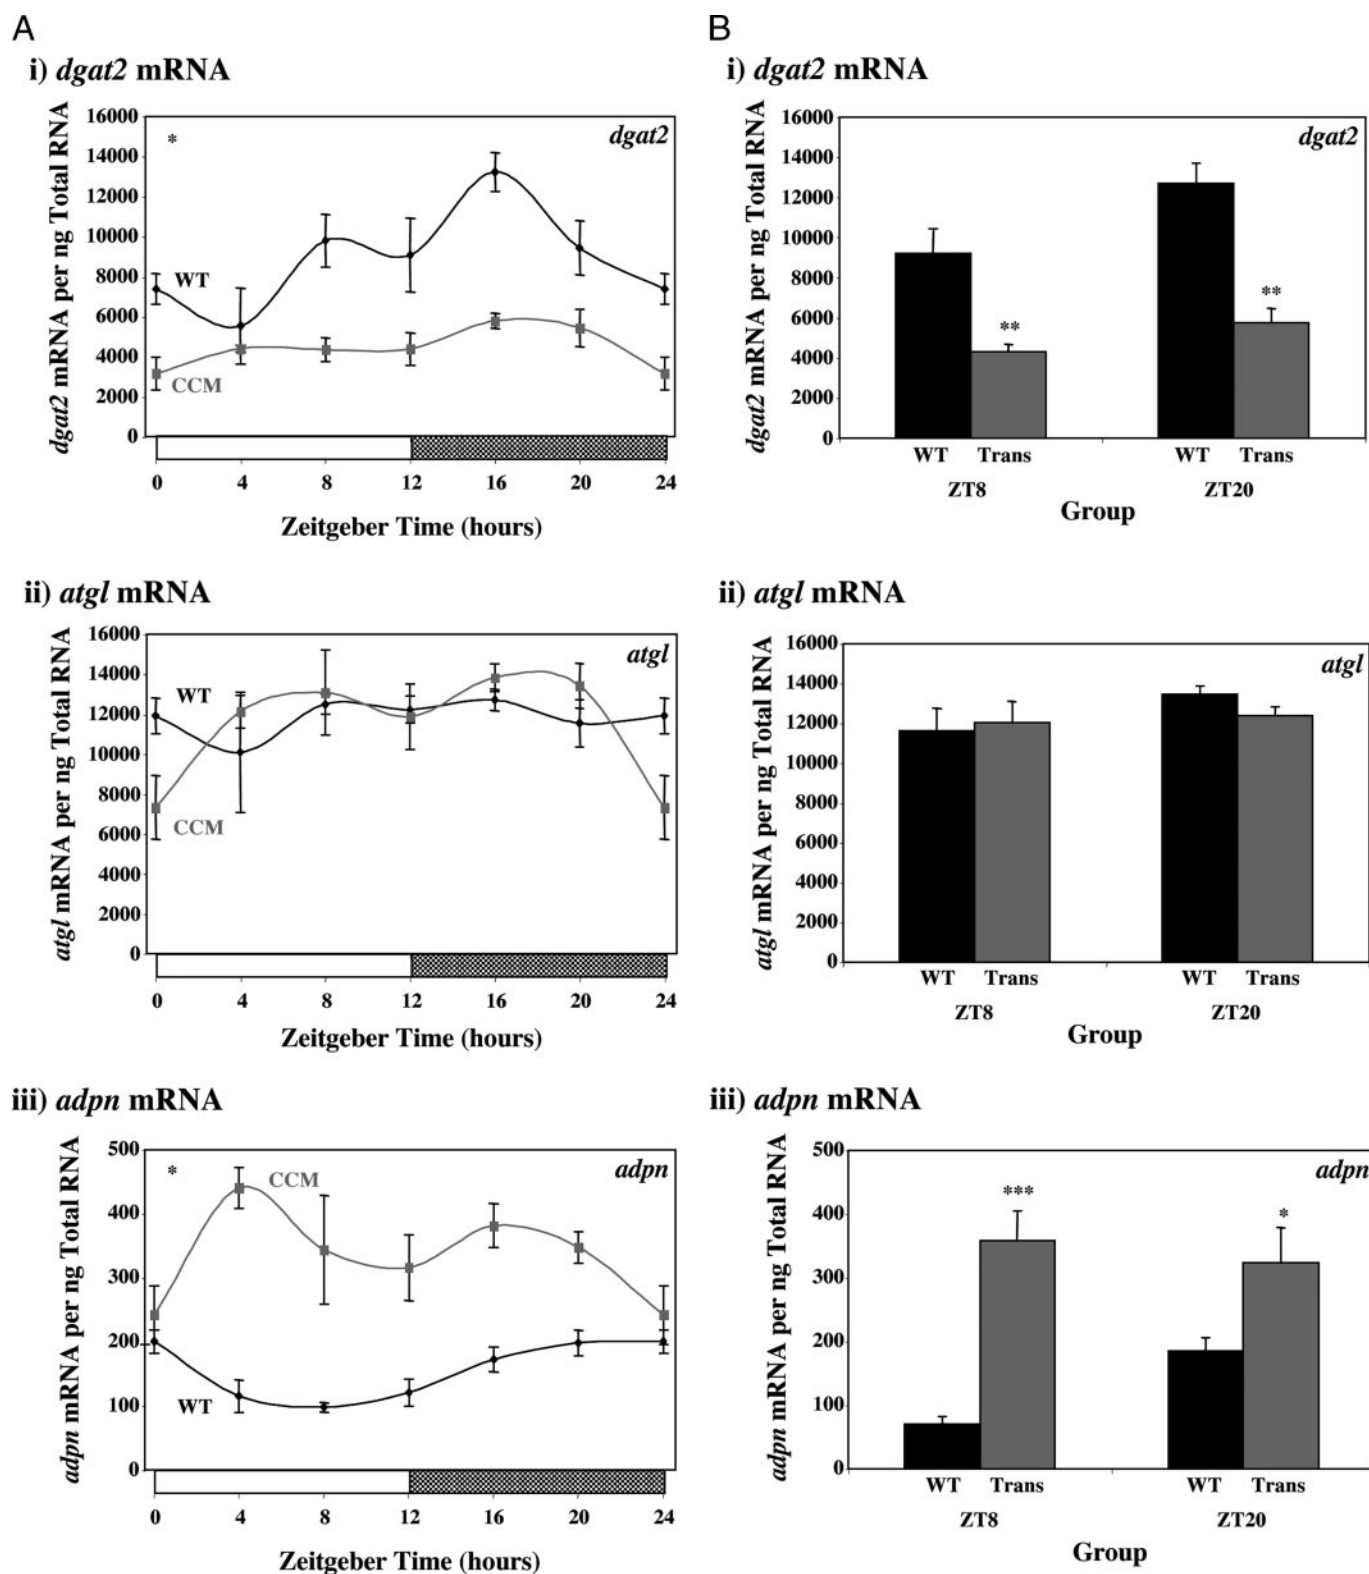 A
i) dgat2 mRNA
dgat2 mRNA per ng Total RNA
16000
14000
12000
10000
8000
6000
4000
2000
0
*
dgat2
WT
CCM
0 4 8 12 16 20 24
Zeitgeber Time (hours)
ii) atgl mRNA
atgl mRNA per ng Total RNA
16000
14000
12000
10000
8000
6000
4000
2000
0
atgl
WT
CCM
0 4 8 12 16 20 24
Zeitgeber Time (hours)
iii) adpn mRNA
adpn mRNA per ng Total RNA
500
400
300
200
100
0
*
CCM
adpn
WT
0 4 8 12 16 20 24
Zeitgeber Time (hours)
B
i) dgat2 mRNA
dgat2 mRNA per ng Total RNA
16000
14000
12000
10000
8000
6000
4000
2000
0
dgat2
**
**
WT Trans WT Trans
ZT8 ZT20
Group
ii) atgl mRNA
atgl mRNA per ng Total RNA
16000
14000
12000
10000
8000
6000
4000
2000
0
atgl
WT Trans WT Trans
ZT8 ZT20
Group
iii) adpn mRNA
adpn mRNA per ng Total RNA
500
400
300
200
100
0
adpn
***
*
WT Trans WT Trans
ZT8 ZT20
Group